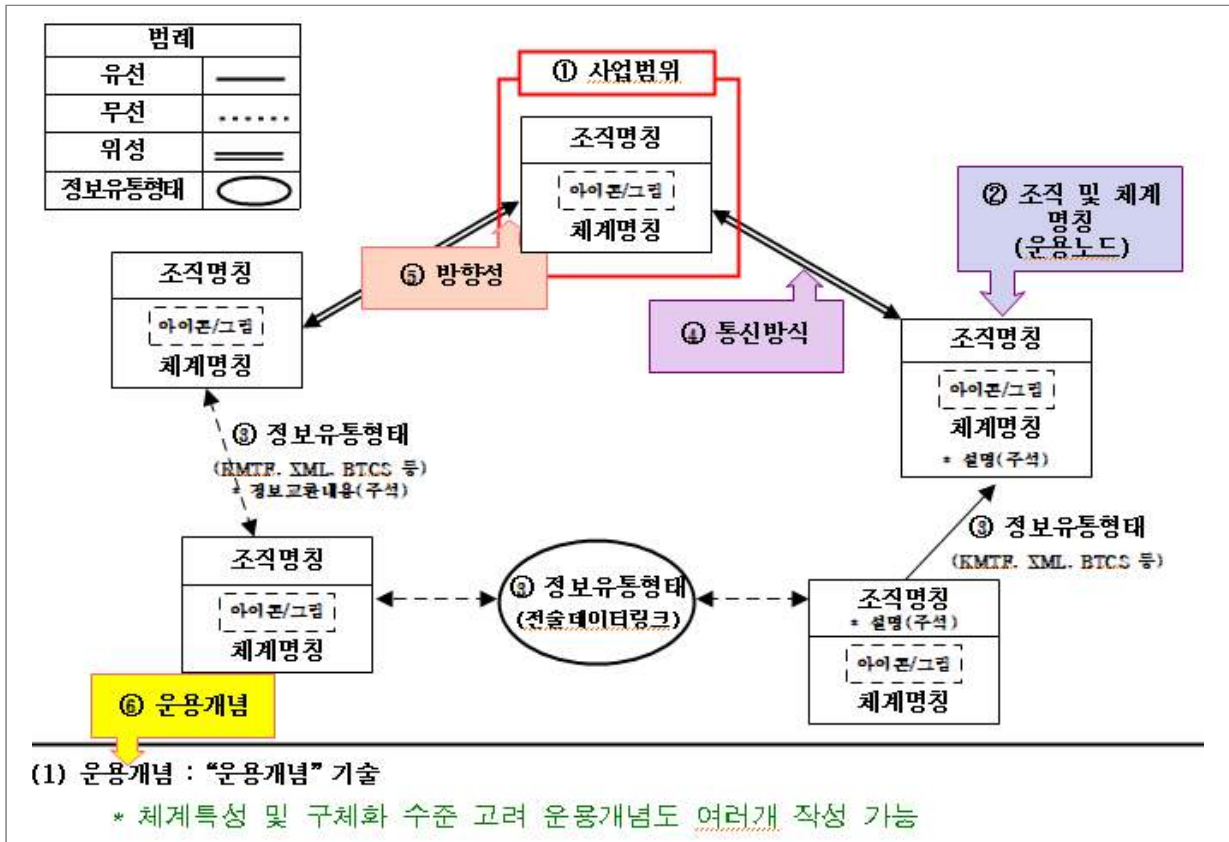 범례
유선
무선
위성
정보유통형태
① 사업범위
조직명칭
아이콘/그림
체계명칭
② 조직 및 체계
명칭
(운용노드)
⑤ 방향성
④ 통신방식
조직명칭
아이콘/그림
체계명칭
조직명칭
아이콘/그림
체계명칭
* 설명(주석)
③ 정보유통형태
(KMTF. XML. BTCS 등)
* 정보교환내용(주석)
③ 정보유통형태
(KMTF. XML. BTCS 등)
조직명칭
아이콘/그림
체계명칭
③ 정보유통형태
(전술데이터링크)
조직명칭
* 설명(주석)
아이콘/그림
체계명칭
⑥ 운용개념
(1) 운용개념 : “운용개념” 기술
* 체계특성 및 구체화 수준 고려 운용개념도 여러개 작성 가능